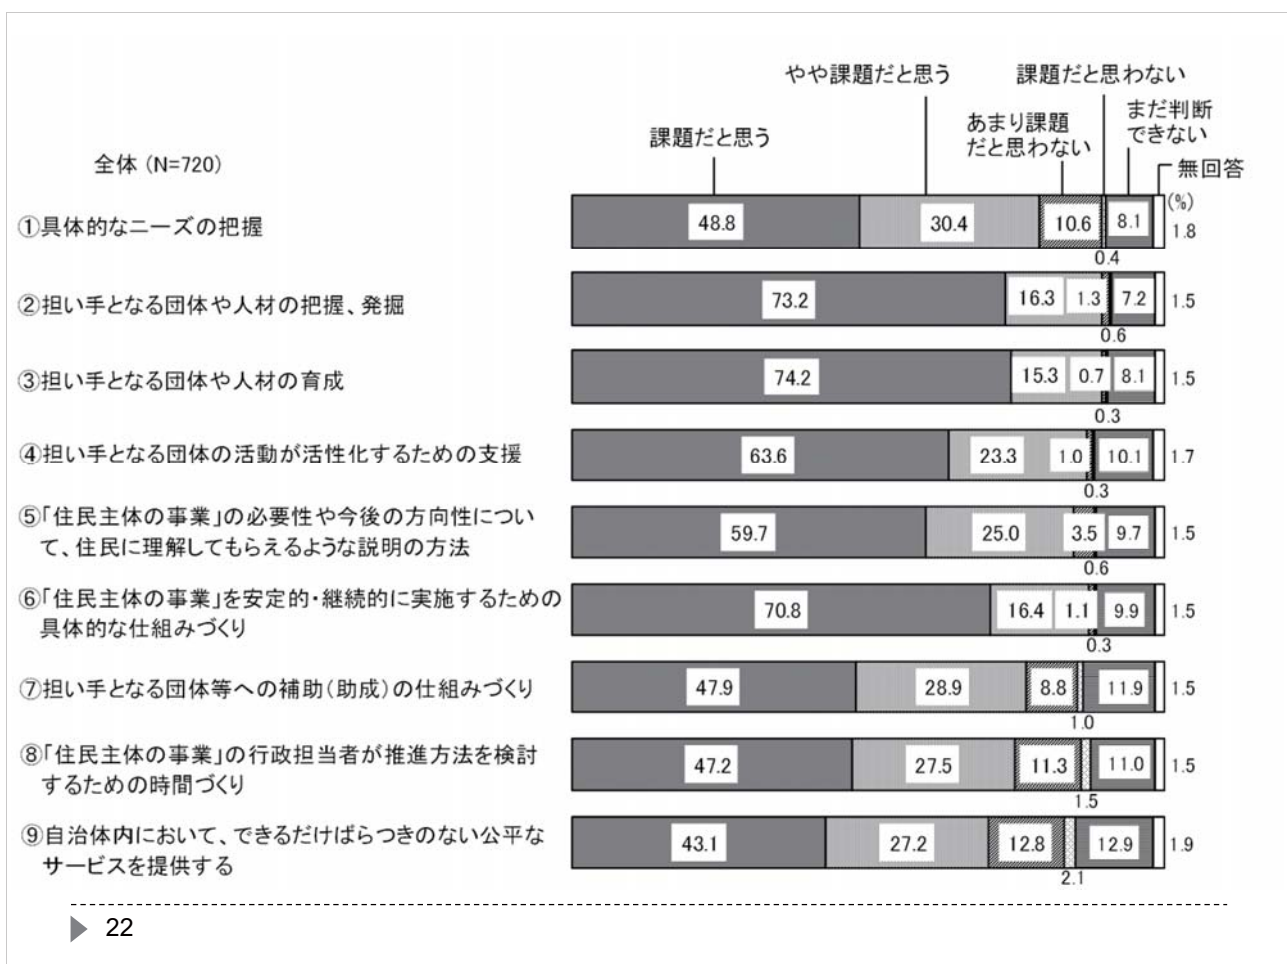 やや課題だと思う
課題だと思わない
まだ判断
できない
あまり課題
だと思わない
課題だと思う
無回答
全体 (N=720)
(%)
①具体的なニーズの把握
48.8 30.4 10.6 8.1 1.8
0.4
②担い手となる団体や人材の把握、発掘
73.2 16.3 1.3 7.2 1.5
0.6
③担い手となる団体や人材の育成
74.2 15.3 0.7 8.1 1.5
0.3
④担い手となる団体の活動が活性化するための支援
63.6 23.3 1.0 10.1 1.7
0.3
⑤「住民主体の事業」の必要性や今後の方向性につい
て、住民に理解してもらえるような説明の方法
59.7 25.0 3.5 9.7 1.5
0.6
⑥「住民主体の事業」を安定的・継続的に実施するための
具体的な仕組みづくり
70.8 16.4 1.1 9.9 1.5
0.3
⑦担い手となる団体等への補助(助成)の仕組みづくり
47.9 28.9 8.8 11.9 1.5
1.0
⑧「住民主体の事業」の行政担当者が推進方法を検討
するための時間づくり
47.2 27.5 11.3 11.0 1.5
1.5
⑨自治体内において、できるだけばらつきのない公平な
サービスを提供する
43.1 27.2 12.8 12.9 1.9
2.1
22